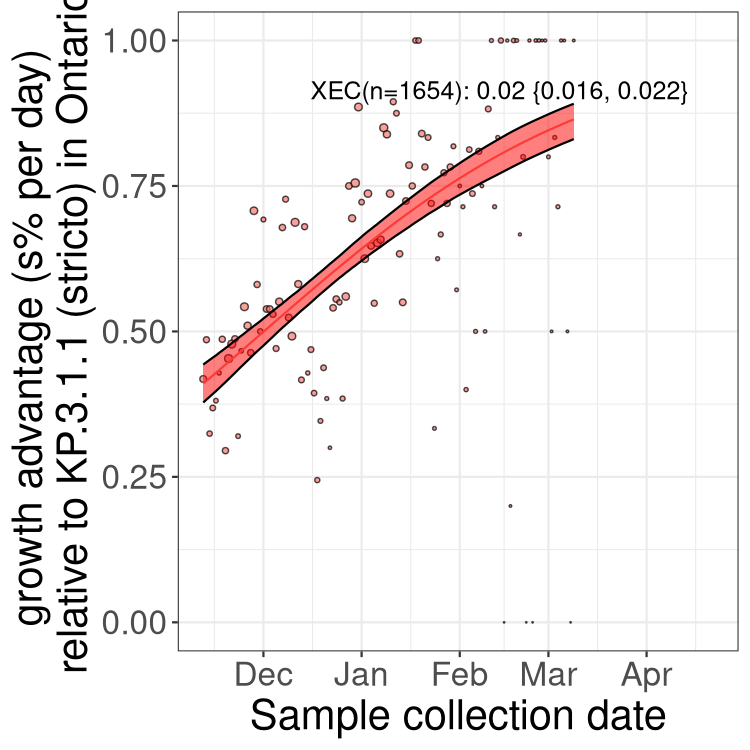 growth advantage (s% per day)
relative to KP.3.1.1 (stricto) in Ontario
1.00
0.75
0.50
0.25
0.00
XEC(n=1654): 0.02 {0.016, 0.022}
Dec Jan Feb Mar Apr
Sample collection date